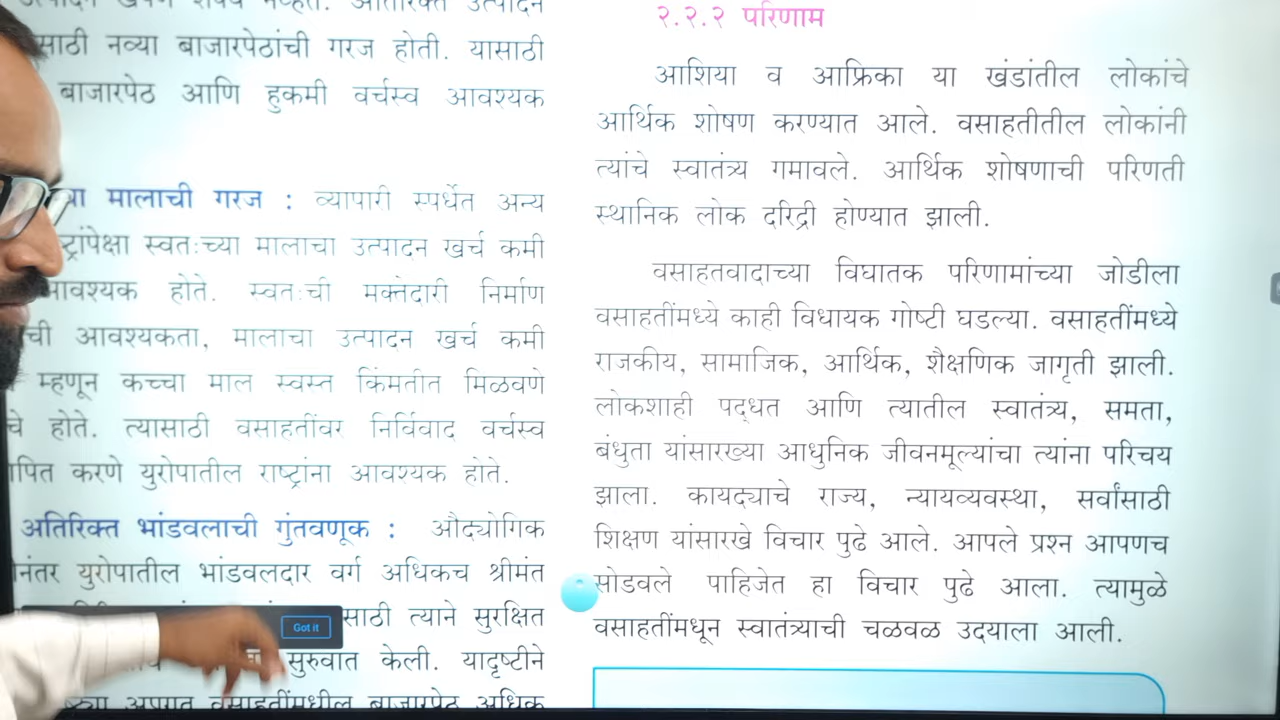 साठी नव्या बाजारपेठांची गरज होती. यासाठी
बाजारपेठ आणि हुकमी वर्चस्व आवश्यक
मालाची गरज : व्यापारी स्पर्धेत अन्य
स्वतःच्या मालाचा उत्पादन खर्च कमी
होते. स्वतःची मक्तेदारी निर्माण
आवश्यकता, मालाचा उत्पादन खर्च कमी
म्हणून कच्चा माल स्वस्त किंमतीत मिळवणे
होते. त्यासाठी वसाहतींवर निर्विवाद वर्चस्व
करणे युरोपातील राष्ट्रांना आवश्यक होते.
अतिरिक्त भांडवलाची गुंतवणूक : औद्योगिक
युरोपातील भांडवलदार वर्ग अधिकच श्रीमंत
साठी त्याने सुरक्षित
Got it
सुरुवात केली. यादृष्टीने
वसाहतींमधील बाजारपेठ अधिक
२.२.२ परिणाम
आशिया व आफ्रिका या खंडांतील लोकांचे
आर्थिक शोषण करण्यात आले. वसाहतीतील लोकांनी
त्यांचे स्वातंत्र्य गमावले. आर्थिक शोषणाची परिणती
स्थानिक लोक दरिद्री होण्यात झाली.
वसाहतवादाच्या विघातक परिणामांच्या जोडीला
वसाहतींमध्ये काही विधायक गोष्टी घडल्या. वसाहतींमध्ये
राजकीय, सामाजिक, आर्थिक, शैक्षणिक जागृती झाली.
लोकशाही पद्धत आणि त्यातील स्वातंत्र्य, समता,
बंधुता यांसारख्या आधुनिक जीवनमूल्यांचा त्यांना परिचय
झाला. कायद्याचे राज्य, न्यायव्यवस्था, सर्वांसाठी
शिक्षण यांसारखे विचार पुढे आले. आपले प्रश्न आपणच
सोडवले पाहिजेत हा विचार पुढे आला. त्यामुळे
वसाहतींमधून स्वातंत्र्याची चळवळ उदयाला आली.